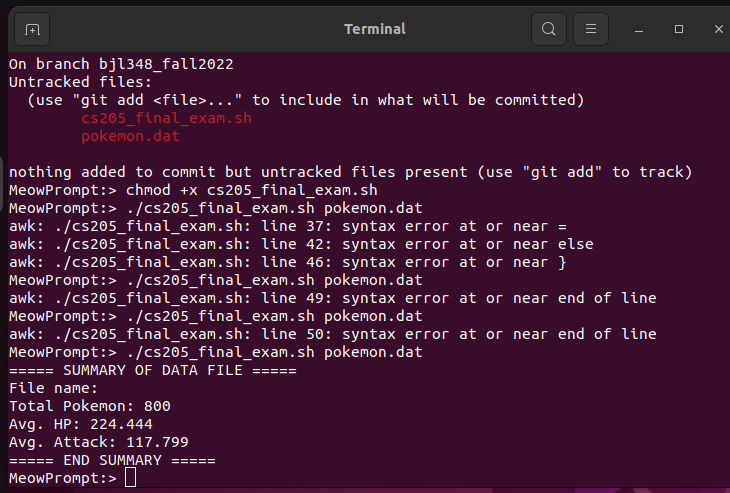 Terminal
On branch bjl348_fall2022
Untracked files:
  (use "git add <file>..." to include in what will be committed)
        cs205_final_exam.sh
        pokemon.dat

nothing added to commit but untracked files present (use "git add" to track)
MeowPrompt:> chmod +x cs205_final_exam.sh
MeowPrompt:> ./cs205_final_exam.sh pokemon.dat
awk: ./cs205_final_exam.sh: line 37: syntax error at or near =
awk: ./cs205_final_exam.sh: line 42: syntax error at or near else
awk: ./cs205_final_exam.sh: line 46: syntax error at or near }
MeowPrompt:> ./cs205_final_exam.sh pokemon.dat
awk: ./cs205_final_exam.sh: line 49: syntax error at or near end of line
MeowPrompt:> ./cs205_final_exam.sh pokemon.dat
awk: ./cs205_final_exam.sh: line 50: syntax error at or near end of line
MeowPrompt:> ./cs205_final_exam.sh pokemon.dat
===== SUMMARY OF DATA FILE =====
File name:
Total Pokemon: 800
Avg. HP: 224.444
Avg. Attack: 117.799
===== END SUMMARY =====
MeowPrompt:>